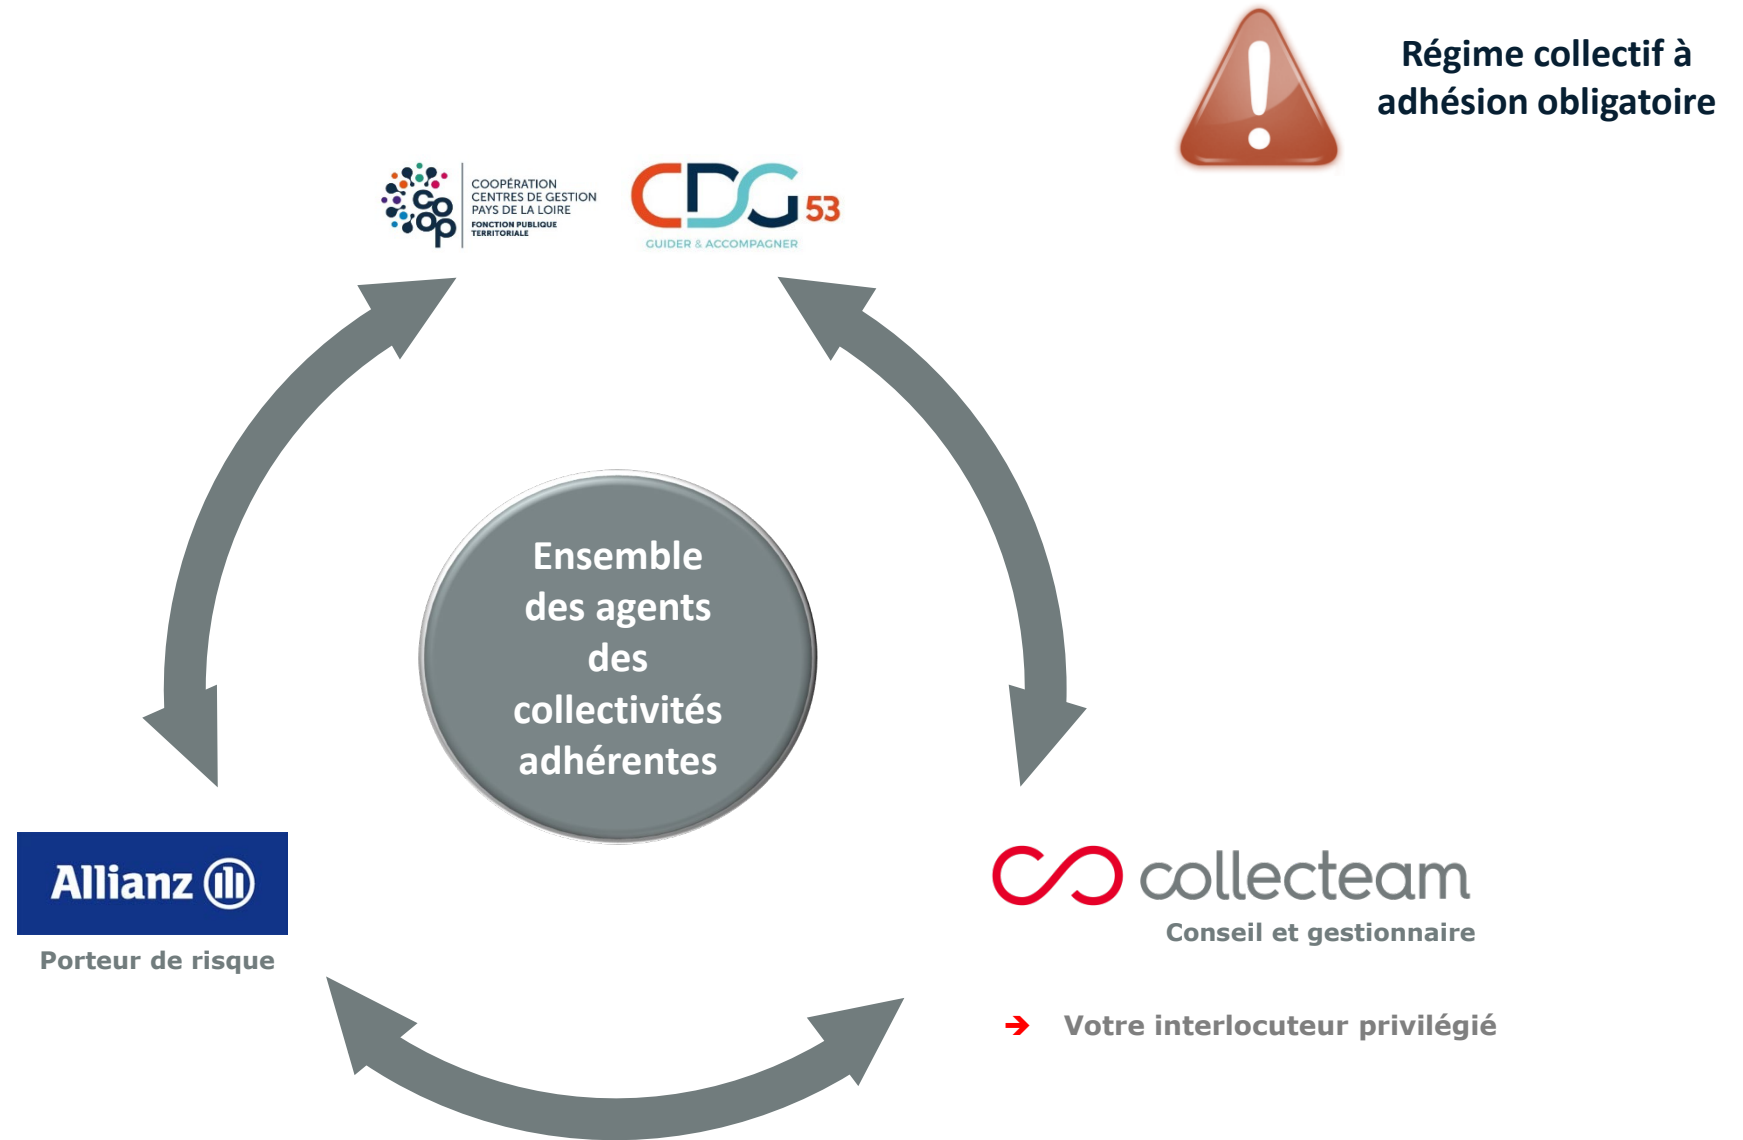 Régime collectif à
adhésion obligatoire
COOPÉRATION
CENTRES DE GESTION
PAYS DE LA LOIRE
FONCTION PUBLIQUE
TERRITORIALE
coop
CDG 53
GUIDER & ACCOMPAGNER
Ensemble
des agents
des
collectivités
adhérentes
Allianz
Porteur de risque
collecteam
Conseil et gestionnaire
➔ Votre interlocuteur privilégié